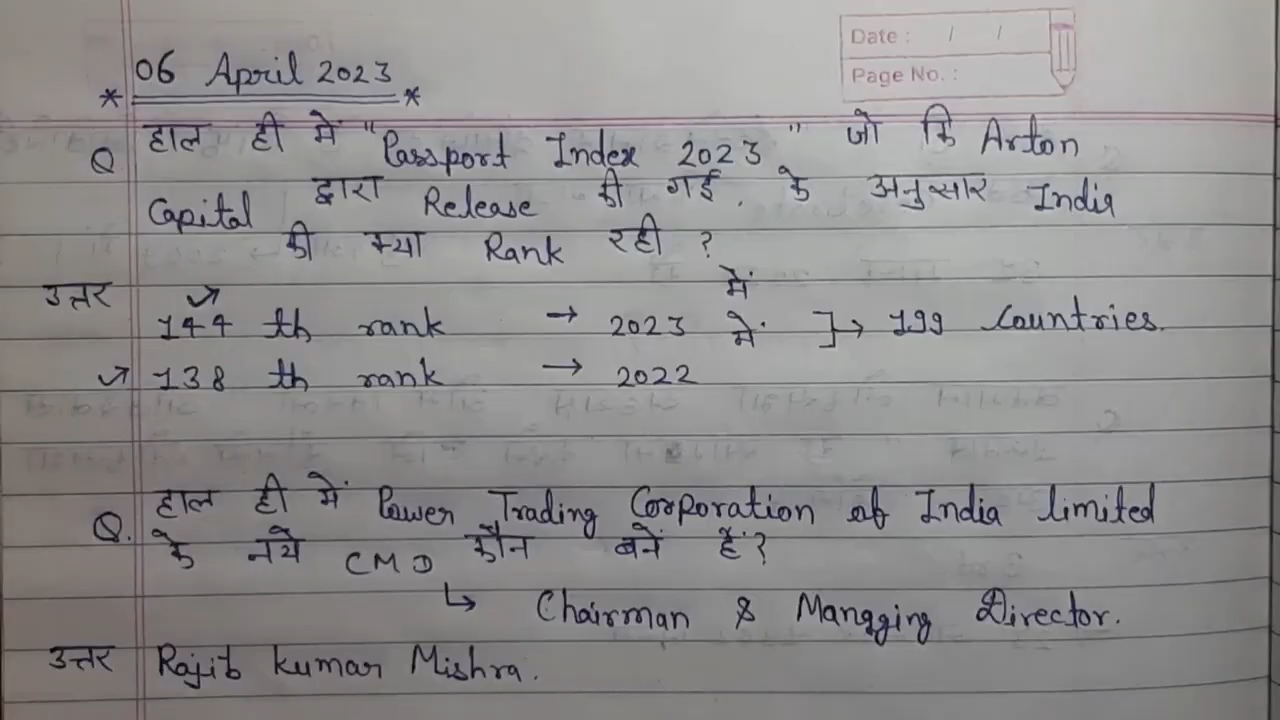 Date : / /
Page No. :
06 April 2023
* *
Q हाल ही में "Passport Index 2023" जो कि Arton
Capital द्वारा Release की गई, के अनुसार India
की क्या Rank रही ?
उत्तर
में
144 th rank → 2023 में ]→ 199 Countries.
138 th rank → 2022
Q. हाल ही में Power Trading Corporation of India limited
के नये CMD कौन बनें हैं?
↳ Chairman & Managing Director.
उत्तर Rajib kumar Mishra.